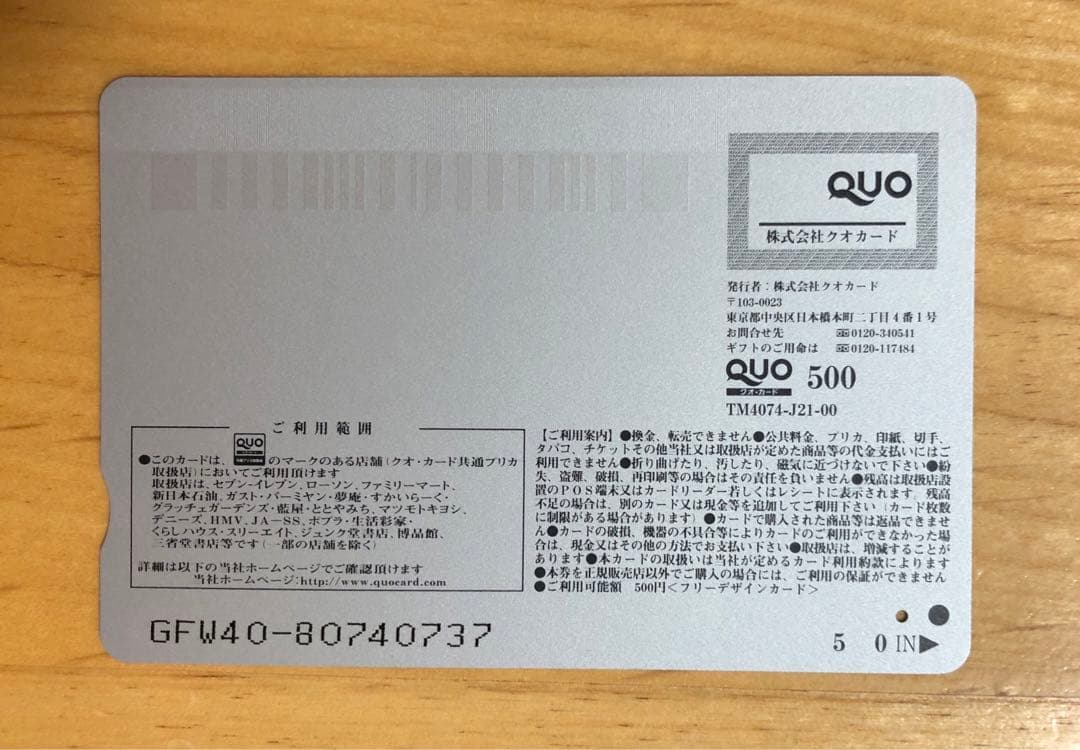 QUO
株式会社クオカード
発行者：株式会社クオカード
〒103-0023
東京都中央区日本橋本町二丁目4番1号
お問合せ先 0120-340541
ギフトのご用命は 0120-117484
QUO 500
クオ・カード
TM4074-J21-00
ご利用範囲
●このカードは、QUOのマークのある店舗(クオ・カード共通プリカ
取扱店)においてご利用頂けます
取扱店は、セブン-イレブン、ローソン、ファミリーマート、
新日本石油、ガスト・バーミヤン・夢庵・すかいらーく・
グラッチェガーデンズ・藍屋・ととやみち、マツモトキヨシ、
デニーズ、HMV、JA-SS、ポプラ・生活彩家・
くらしハウス・スリーエイト、ジュンク堂書店、博品館、
三省堂書店等です(一部の店舗を除く)
詳細は以下の当社ホームページでご確認頂けます
当社ホームページ:http://www.quocard.com
【ご利用案内】●換金、転売できません●公共料金、プリカ、印紙、切手、
タバコ、チケットその他当社又は取扱店が定めた商品等の代金支払いにはご
利用できません●折り曲げたり、汚したり、磁気に近づけないで下さい●紛
失、盗難、破損、再印刷等の場合はその責任を負いません●残高は取扱店設
置のPOS端末又はカードリーダー若しくはレシートに表示されます 残高
不足の場合は、別のカード又は現金等を追加してご利用下さい(カード枚数
に制限がある場合があります)●カードで購入された商品等は返品できませ
ん●カードの破損、機器の不具合等によりカードのご利用ができなかった場
合は、現金又はその他の方法でお支払い下さい●取扱店は、増減することが
あります●本カードの取扱いは当社が定めるカード利用約款によります
●本券を正規販売店以外でご購入の場合には、ご利用の保証ができません
●ご利用可能額 500円＜フリーデザインカード＞
GFW40-80740737
5 0 IN▶